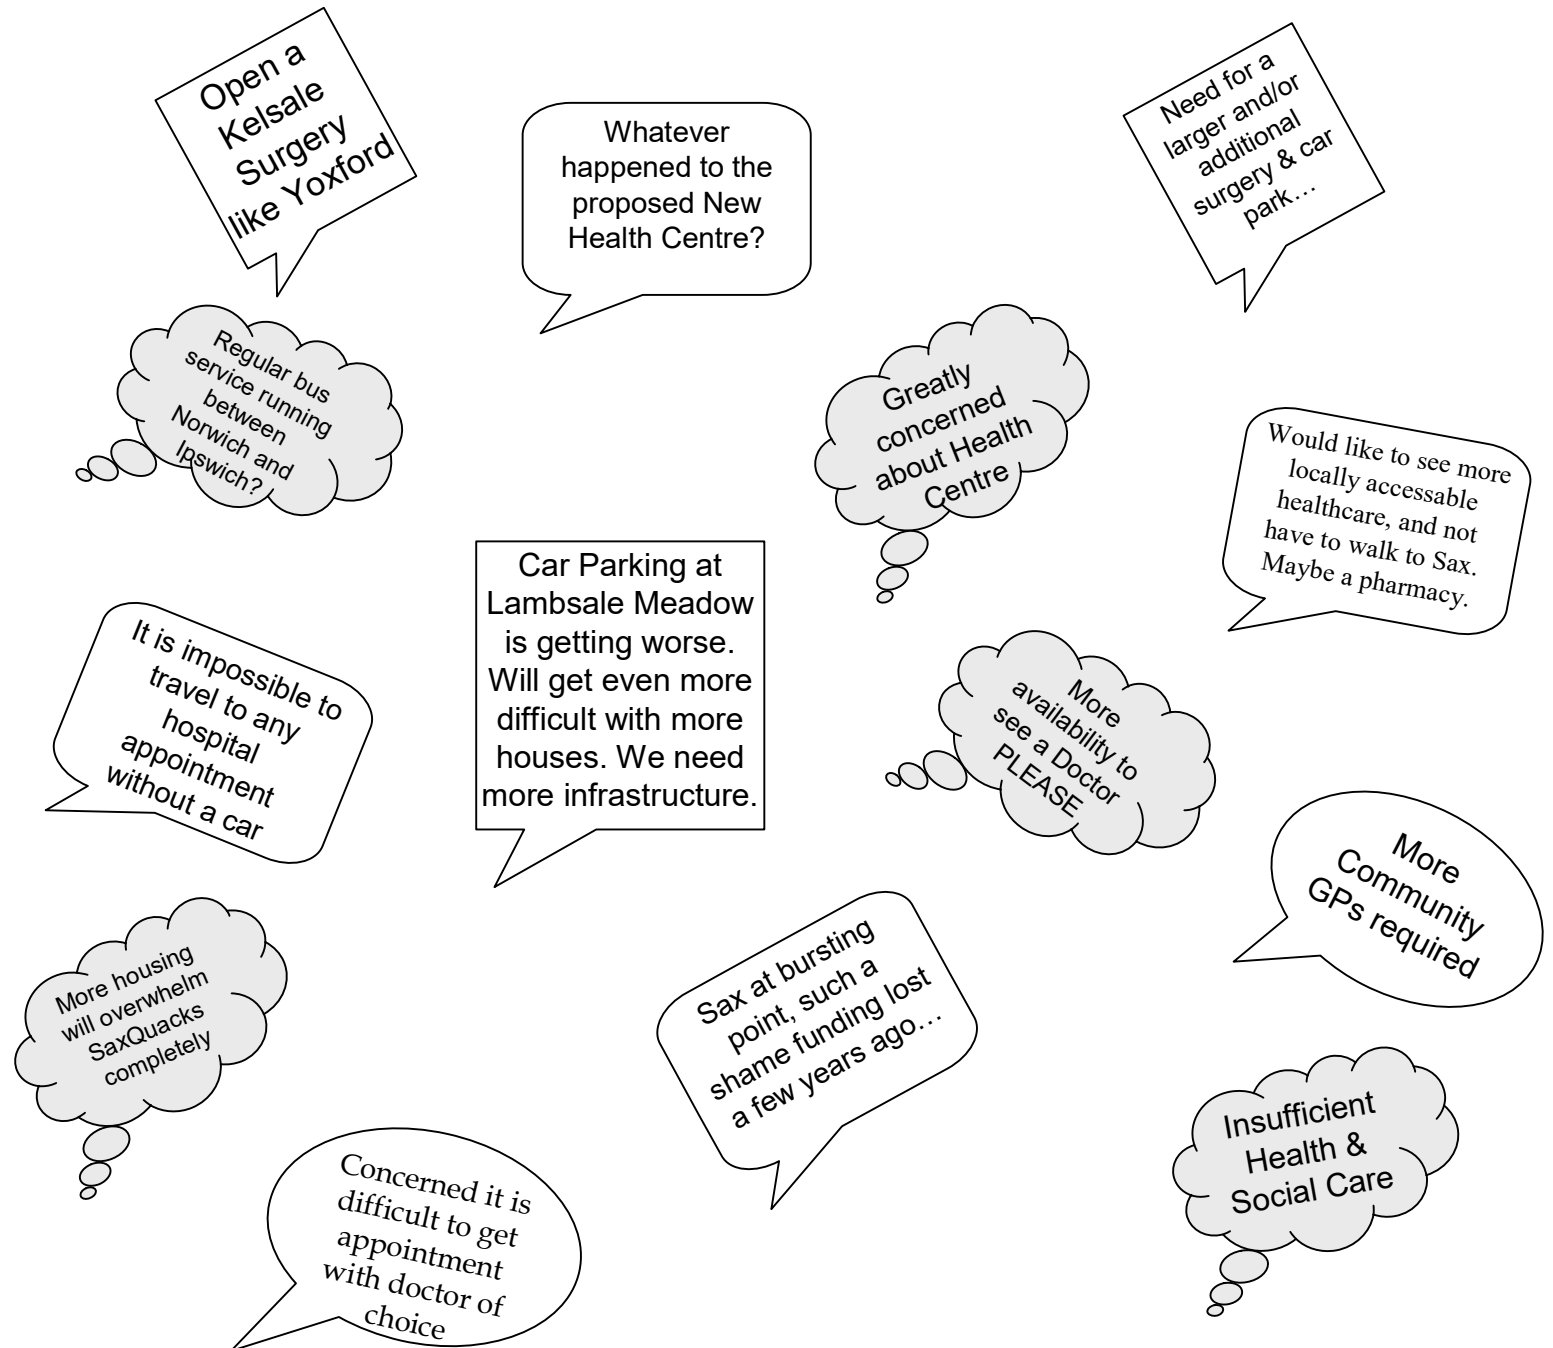 Open a
Kelsale
Surgery
like Yoxford
Whatever
happened to the
proposed New
Health Centre?
Need for a
larger and/or
additional
surgery & car
park…
Regular bus
service running
between
Norwich and
Ipswich?
Greatly
concerned
about Health
Centre
Would like to see more
locally accessable
healthcare, and not
have to walk to Sax.
Maybe a pharmacy.
Car Parking at
Lambsale Meadow
is getting worse.
Will get even more
difficult with more
houses. We need
more infrastructure.
It is impossible to
travel to any
hospital
appointment
without a car
More
availability to
see a Doctor
PLEASE
More
Community
GPs required
More housing
will overwhelm
SaxQuacks
completely
Sax at bursting
point, such a
shame funding lost
a few years ago…
Insufficient
Health &
Social Care
Concerned it is
difficult to get
appointment
with doctor of
choice